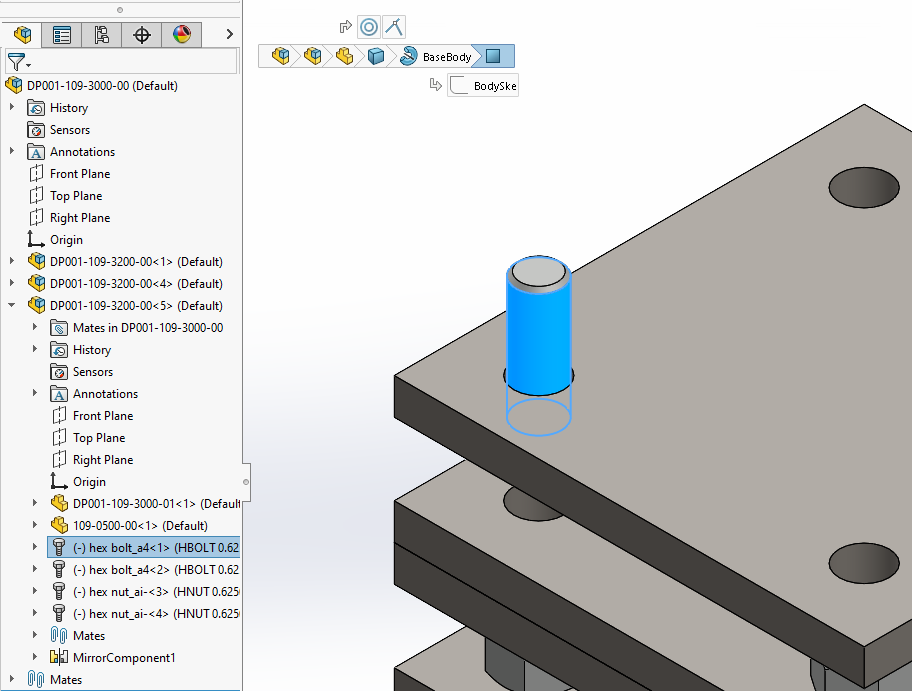 BaseBody
BodySke
DP001-109-3000-00 (Default)
History
Sensors
Annotations
Front Plane
Top Plane
Right Plane
Origin
DP001-109-3200-00<1> (Default)
DP001-109-3200-00<4> (Default)
DP001-109-3200-00<5> (Default)
Mates in DP001-109-3000-00
History
Sensors
Annotations
Front Plane
Top Plane
Right Plane
Origin
DP001-109-3000-01<1> (Defaul
109-0500-00<1> (Default)
(-) hex bolt_a4<1> (HBOLT 0.62
(-) hex bolt_a4<2> (HBOLT 0.62
(-) hex nut_ai-<3> (HNUT 0.625
(-) hex nut_ai-<4> (HNUT 0.625
Mates
MirrorComponent1
Mates